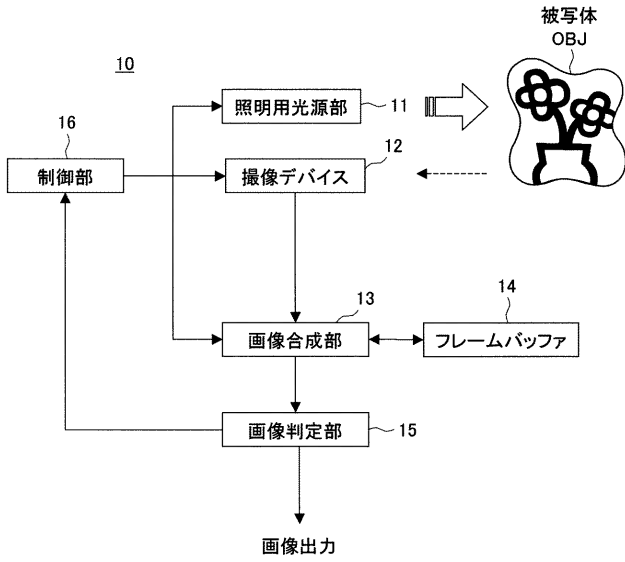 被写体
OBJ
10
照明用光源部
11
16
12
制御部
撮像デバイス
13
14
画像合成部
フレームバッファ
画像判定部
15
画像出力